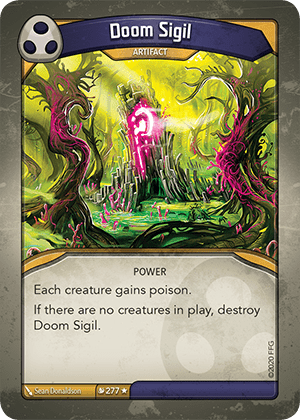 Doom Sigil
ARTIFACT
POWER
Each creature gains poison.
If there are no creatures in play, destroy
Doom Sigil.
©2020 FFG
Sean Donaldson
277